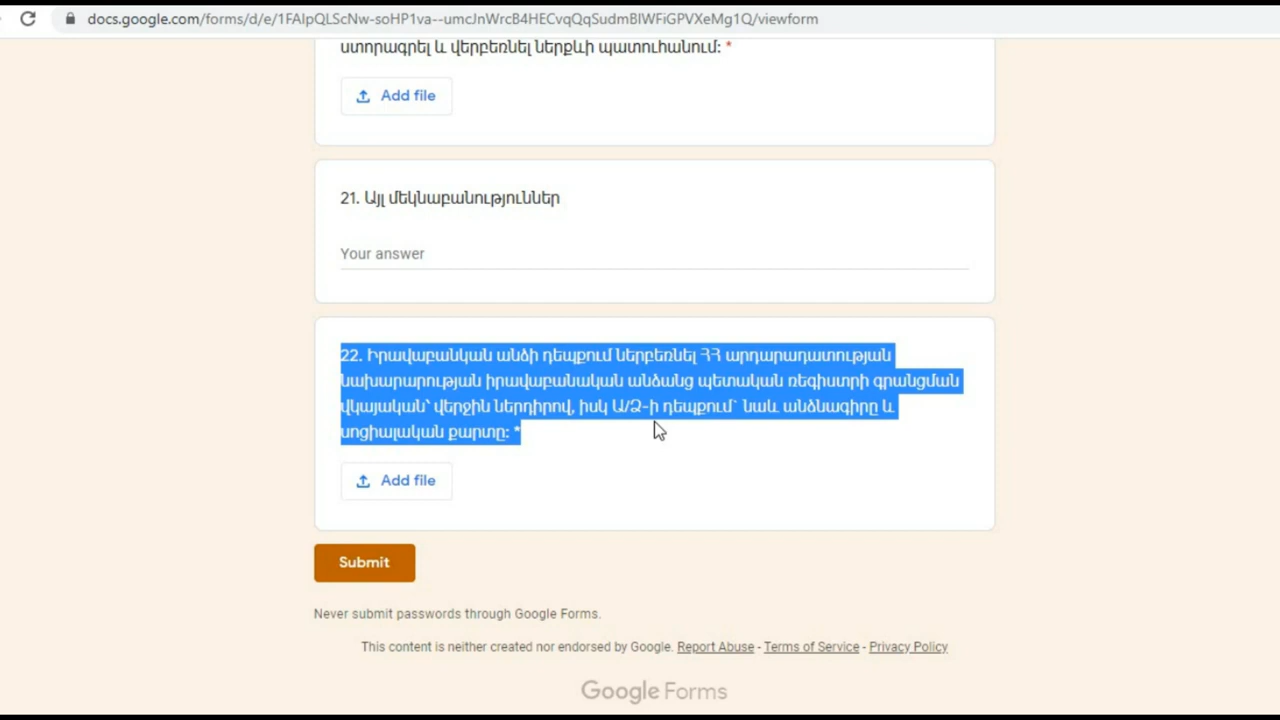 docs.google.com/forms/d/e/1FAIpQLScNw-soHP1va--umcJnWrcB4HECvqQqSudmBIWFiGPVXeMg1Q/viewform
ստորագրել և վերբեռնել ներքևի պատուհանում: *
Add file
21. Այլ մեկնաբանություններ
Your answer
22. Իրավաբանական անձի դեպքում ներբեռնել ՀՀ արդարադատության
նախարարության իրավաբանական անձանց պետական ռեգիստրի գրանցման
վկայական՝ վերջին ներդիրով, իսկ Ա/Ձ-ի դեպքում` նաև անձնագիրը և
սոցիալական քարտը: *
Add file
Submit
Never submit passwords through Google Forms.
This content is neither created nor endorsed by Google. Report Abuse - Terms of Service - Privacy Policy
Google Forms